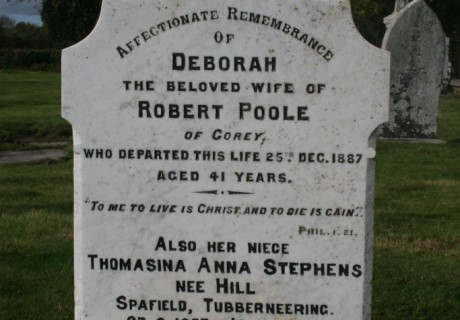 Affectionate Remembrance
of
Deborah
the beloved wife of
Robert Poole
of Gorey,
who departed this life 25th Dec. 1887
aged 41 years.
"To me to live is Christ, and to die is gain."
Phil. 1. 21.
Also her niece
Thomasina Anna Stephens
nee Hill
Spafield, Tubberneering.